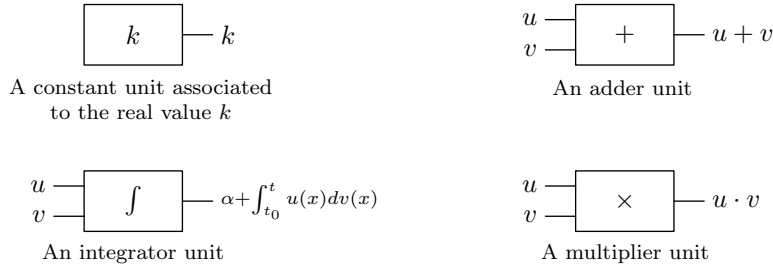 k k
A constant unit associated
to the real value k
u
v
+ u + v
An adder unit
u
v
∫ α+∫_{t_0}^{t} u(x)dv(x)
An integrator unit
u
v
× u · v
A multiplier unit